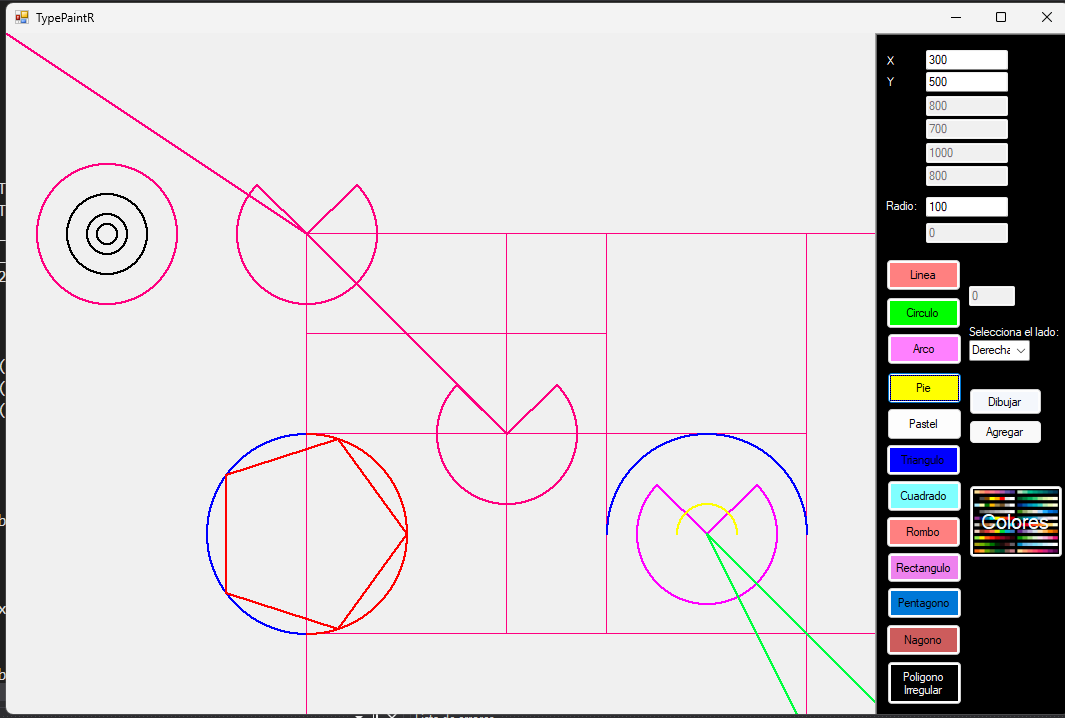 TypePaintR
X 300
Y 500
800
700
1000
800
Radio: 100
0
Linea
0
Circulo
Selecciona el lado:
Arco
Derecha
Pie
Dibujar
Pastel
Agregar
Triangulo
Cuadrado
Colores
Rombo
Rectangulo
Pentagono
Nagono
Poligono
Irregular